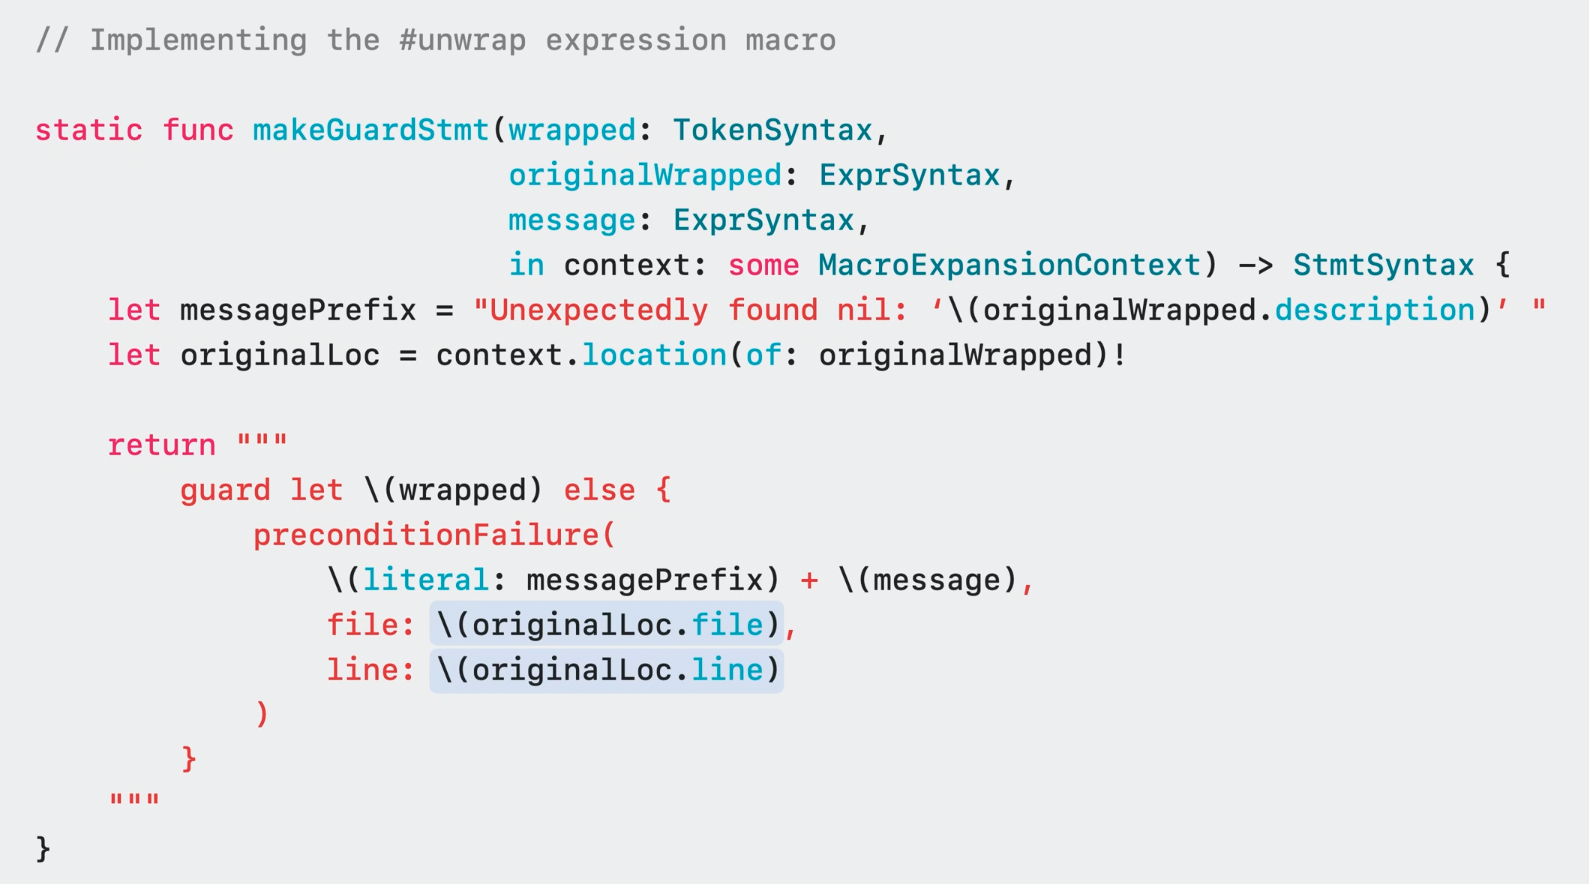 // Implementing the #unwrap expression macro
static func makeGuardStmt(wrapped: TokenSyntax,
originalWrapped: ExprSyntax,
message: ExprSyntax,
in context: some MacroExpansionContext) -> StmtSyntax {
let messagePrefix = "Unexpectedly found nil: ‘\(originalWrapped.description)’ "
let originalLoc = context.location(of: originalWrapped)!
return """
guard let \(wrapped) else {
preconditionFailure(
\(literal: messagePrefix) + \(message),
file: \(originalLoc.file),
line: \(originalLoc.line)
)
}
"""
}